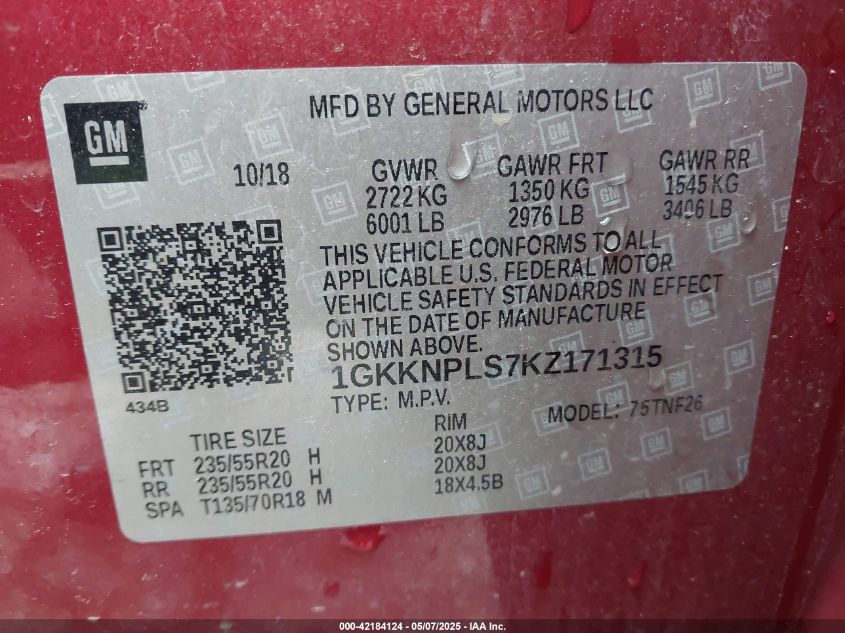 GM
MFD BY GENERAL MOTORS LLC
10/18
GVWR GAWR FRT GAWR RR
2722 KG 1350 KG 1545 KG
6001 LB 2976 LB 3406 LB
THIS VEHICLE CONFORMS TO ALL
APPLICABLE U.S. FEDERAL MOTOR
VEHICLE SAFETY STANDARDS IN EFFECT
ON THE DATE OF MANUFACTURE
SHOWN ABOVE.
1GKKNPLS7KZ171315
434B
TYPE: M.P.V. MODEL: 75TNF26
TIRE SIZE RIM
FRT 235/55R20 H 20X8J
RR 235/55R20 H 20X8J
SPA T135/70R18 M 18X4.5B
000-42184124 — 05/07/2025 — IAA Inc.